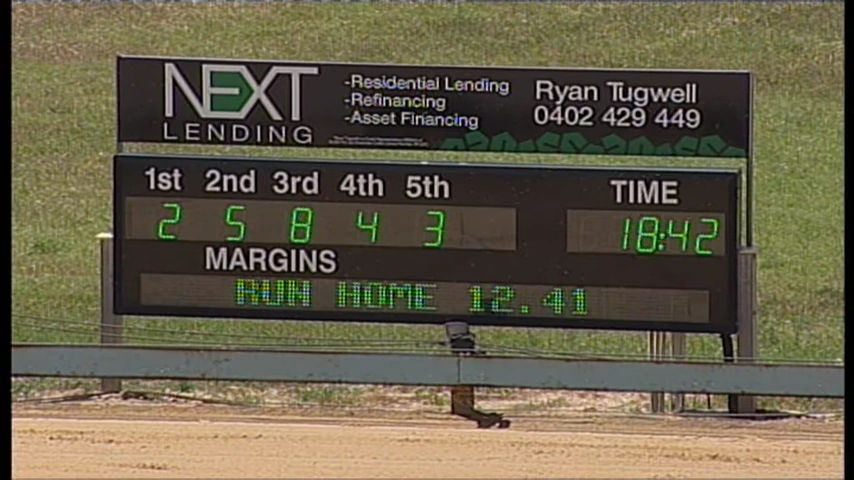 NEXT
LENDING
-Residential Lending
-Refinancing
-Asset Financing
Ryan Tugwell
0402 429 449
1st 2nd 3rd 4th 5th TIME
2 5 8 4 3 18:42
MARGINS
RUN HOME 12.41